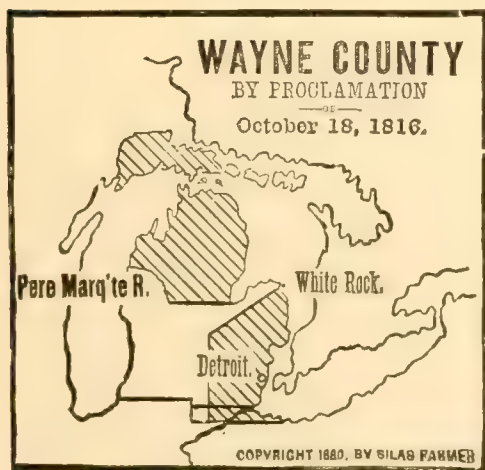 WAYNE COUNTY
BY PROCLAMATION
OF
October 18, 1816.
Pere Marq'te R.
White Rock.
Detroit.
COPYRIGHT 1880, BY SILAS FARMER